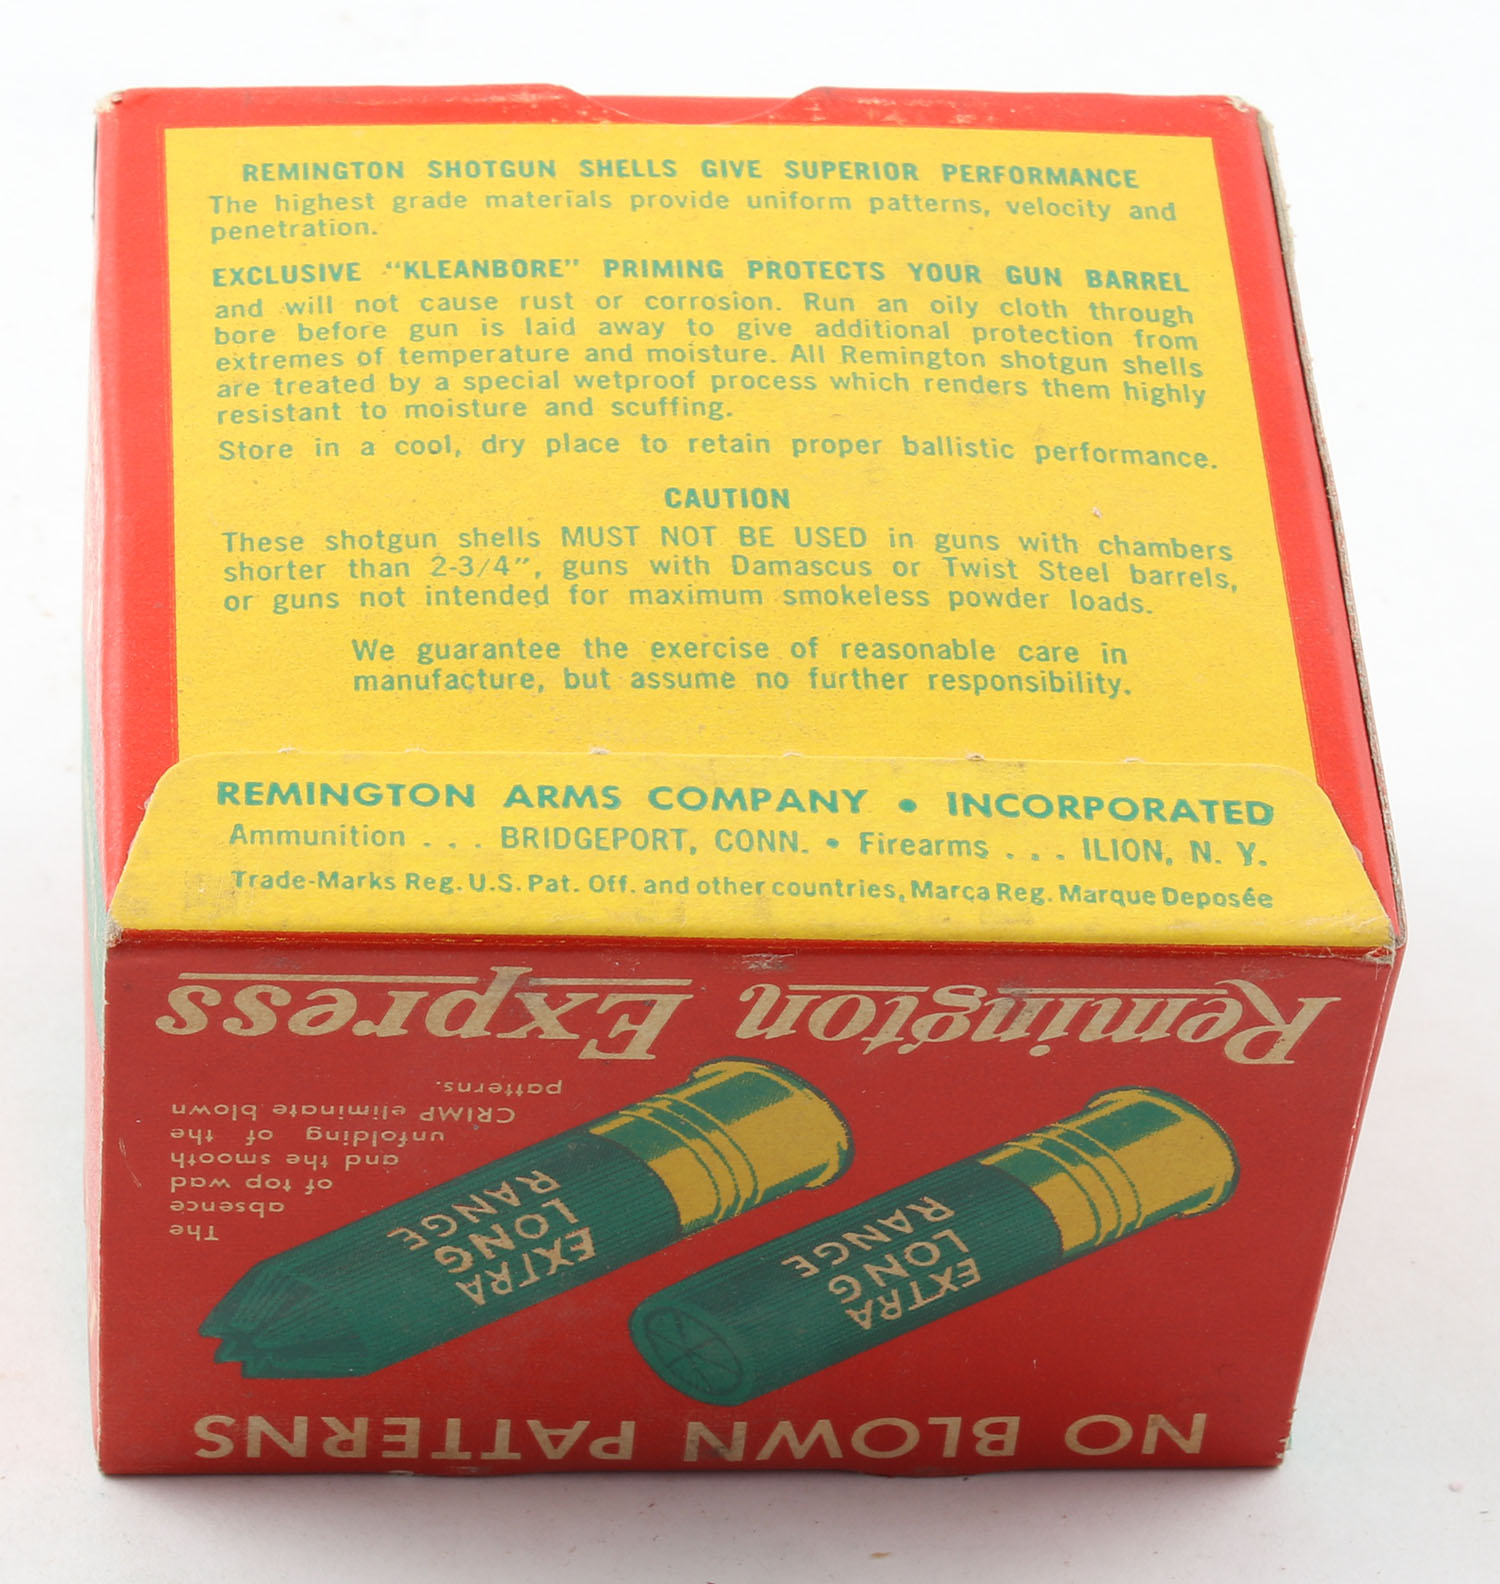 REMINGTON SHOTGUN SHELLS GIVE SUPERIOR PERFORMANCE
The highest grade materials provide uniform patterns, velocity and
penetration.
EXCLUSIVE "KLEANBORE" PRIMING PROTECTS YOUR GUN BARREL
and will not cause rust or corrosion. Run an oily cloth through
bore before gun is laid away to give additional protection from
extremes of temperature and moisture. All Remington shotgun shells
are treated by a special wetproof process which renders them highly
resistant to moisture and scuffing.
Store in a cool, dry place to retain proper ballistic performance.
CAUTION
These shotgun shells MUST NOT BE USED in guns with chambers
shorter than 2-3/4", guns with Damascus or Twist Steel barrels,
or guns not intended for maximum smokeless powder loads.
We guarantee the exercise of reasonable care in
manufacture, but assume no further responsibility.
REMINGTON ARMS COMPANY • INCORPORATED
Ammunition . . . BRIDGEPORT, CONN. • Firearms . . . ILION, N. Y.
Trade-Marks Reg. U.S. Pat. Off. and other countries, Marca Reg. Marque Deposée
NO BLOWN PATTERNS
EXTRA
LONG
RANGE
EXTRA
LONG
RANGE
The
absence
of top wad
and the smooth
unfolding of the
CRIMP eliminate blown
patterns.
Remington Express